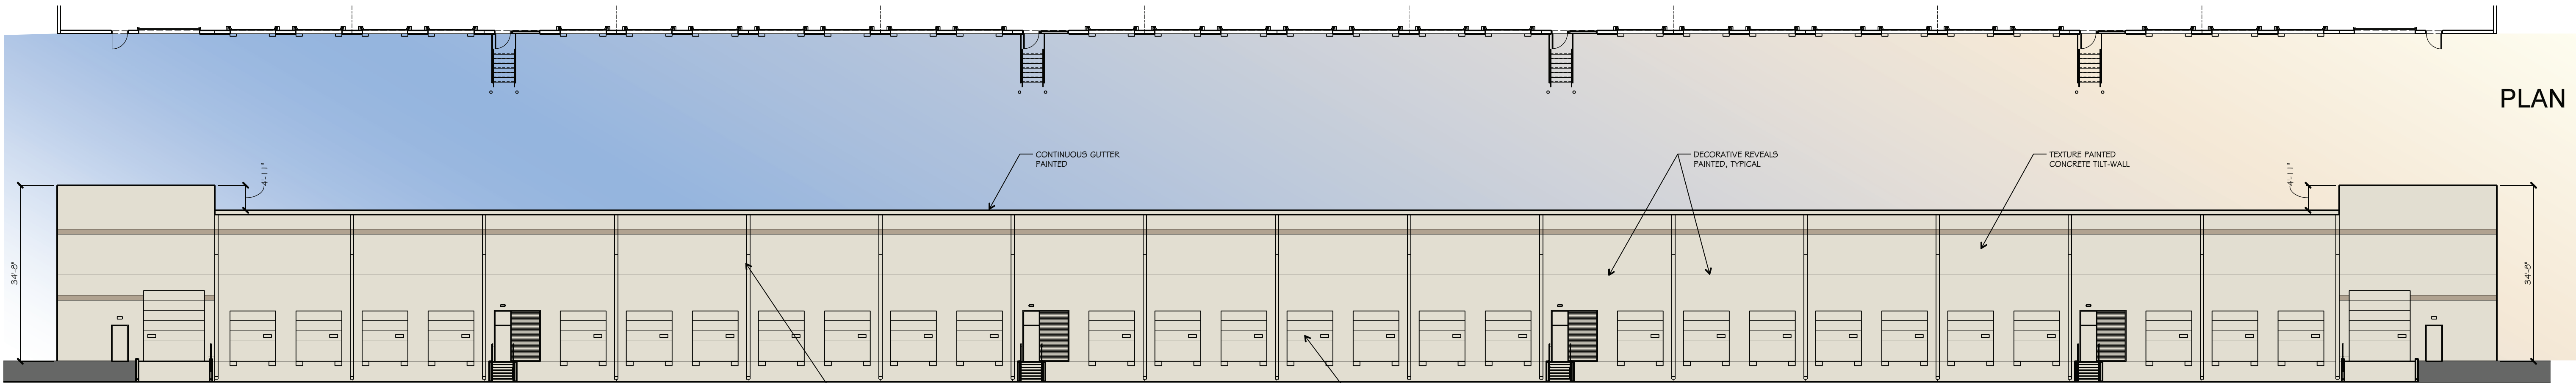 PLAN
CONTINUOUS GUTTER
PAINTED
DECORATIVE REVEALS
PAINTED, TYPICAL
TEXTURE PAINTED
CONCRETE TILT-WALL
4'-11"
4'-11"
34'-8"
34'-8"